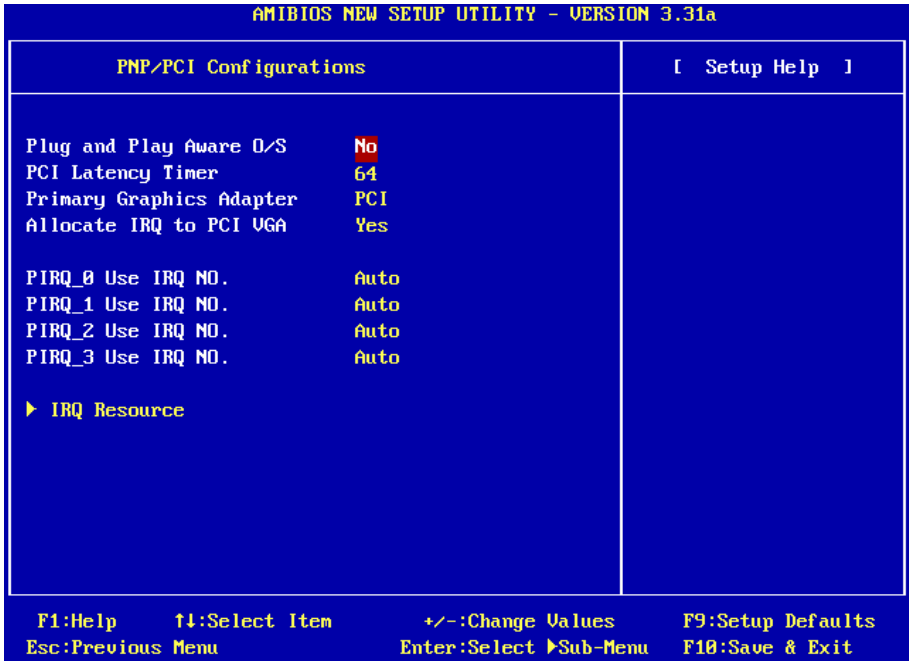 AMIBIOS NEW SETUP UTILITY - VERSION 3.31a
PNP/PCI Configurations
[ Setup Help ]
Plug and Play Aware O/S No
PCI Latency Timer 64
Primary Graphics Adapter PCI
Allocate IRQ to PCI VGA Yes
PIRQ_0 Use IRQ NO. Auto
PIRQ_1 Use IRQ NO. Auto
PIRQ_2 Use IRQ NO. Auto
PIRQ_3 Use IRQ NO. Auto
▶ IRQ Resource
F1:Help ↑↓:Select Item +/-:Change Values F9:Setup Defaults
Esc:Previous Menu Enter:Select ▶Sub-Menu F10:Save & Exit